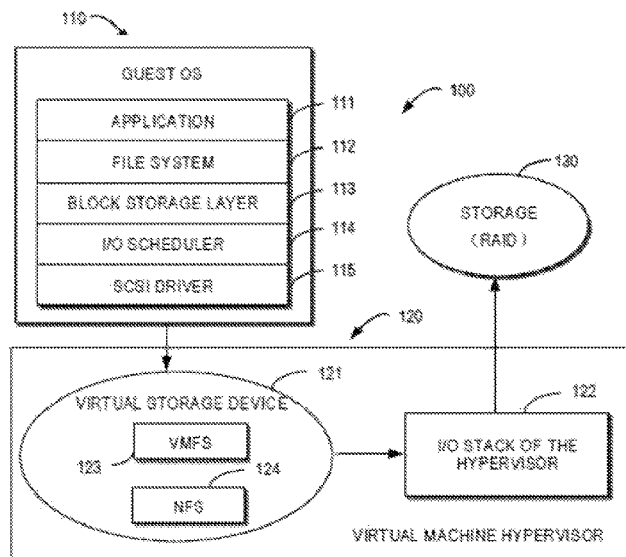 110
GUEST OS
100
APPLICATION
111
FILE SYSTEM
112
BLOCK STORAGE LAYER
113
I/O SCHEDULER
114
SCSI DRIVER
115
130
STORAGE
(RAID)
120
121
VIRTUAL STORAGE DEVICE
VMFS
123
124
NFS
122
I/O STACK OF THE
HYPERVISOR
VIRTUAL MACHINE HYPERVISOR